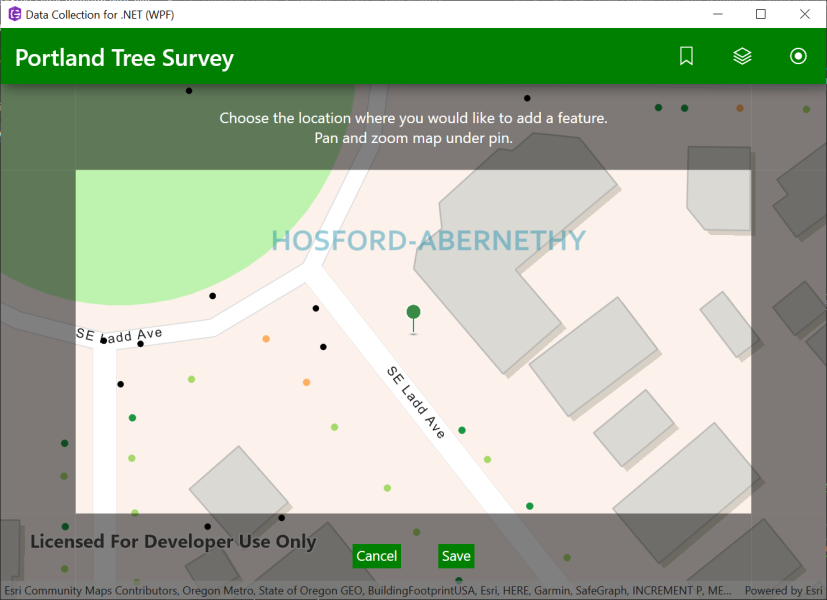 Data Collection for .NET (WPF)
Portland Tree Survey
Choose the location where you would like to add a feature.
Pan and zoom map under pin.
HOSFORD-ABERNETHY
SE Ladd Ave
SE Ladd Ave
Licensed For Developer Use Only
Cancel
Save
Esri Community Maps Contributors, Oregon Metro, State of Oregon GEO, BuildingFootprintUSA, Esri, HERE, Garmin, SafeGraph, INCREMENT P, ME... Powered by Esri